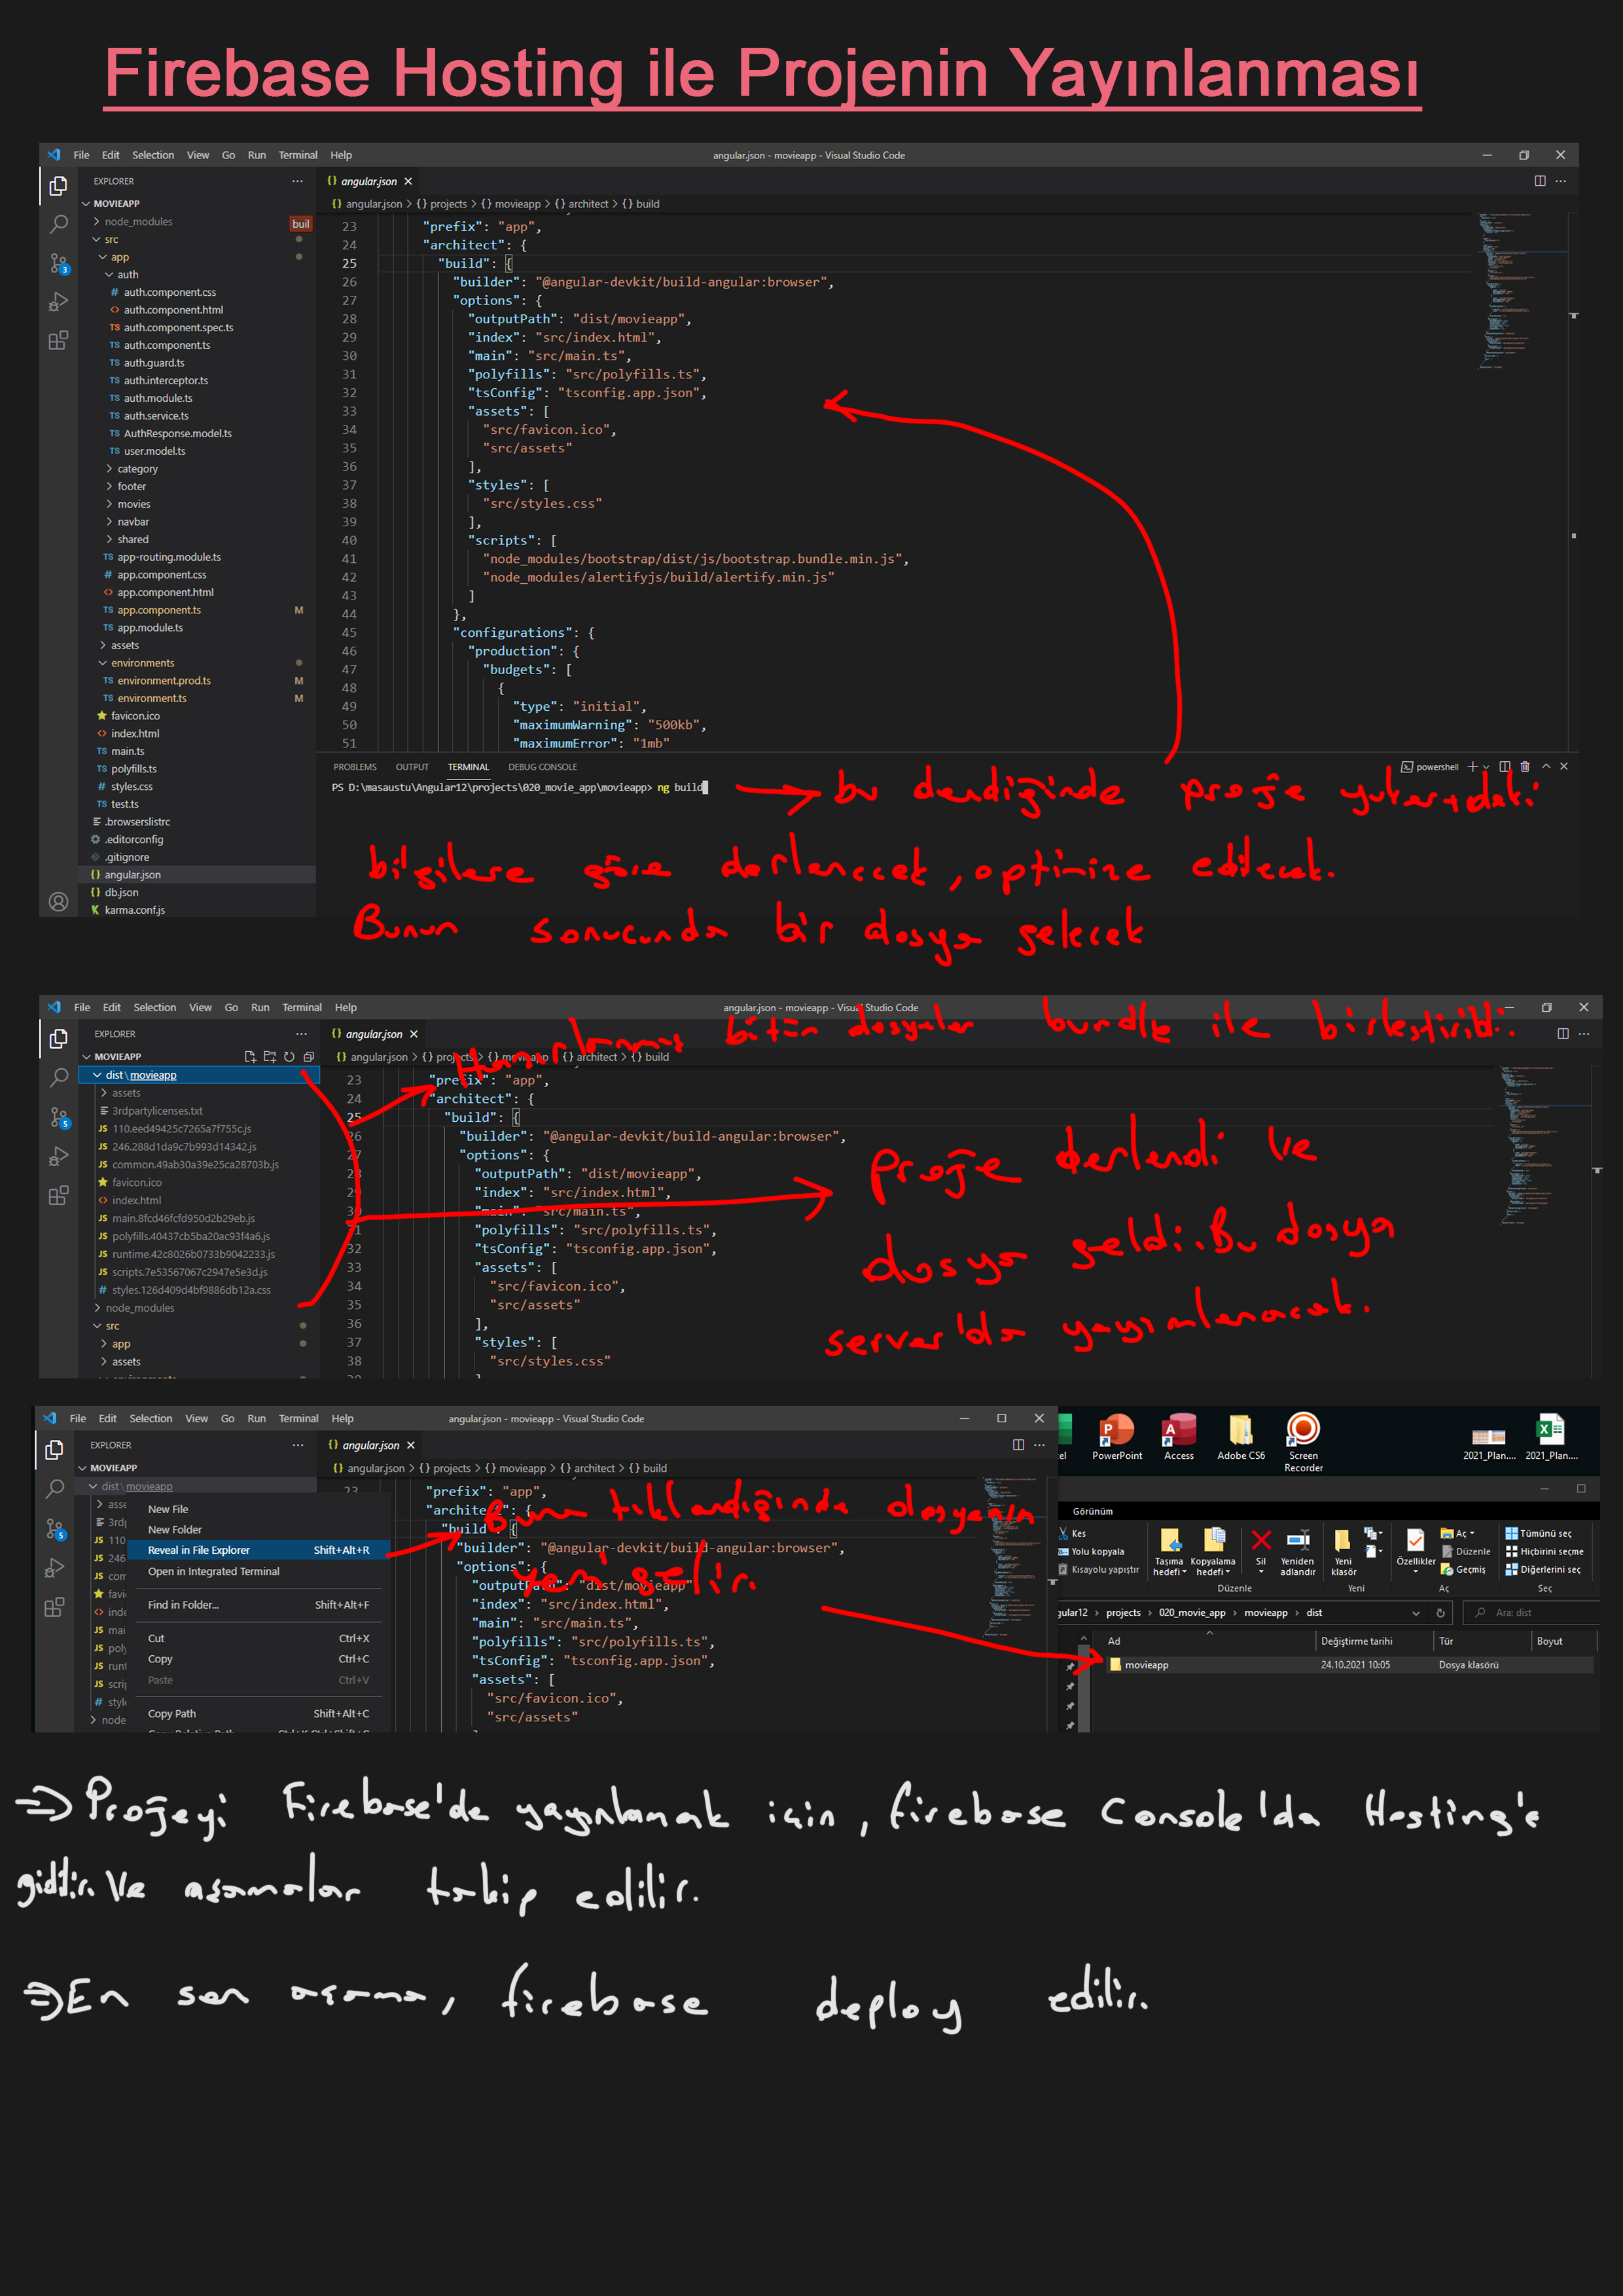 Firebase Hosting ile Projenin Yayınlanması
File Edit Selection View Go Run Terminal Help
angular.json - movieapp - Visual Studio Code
EXPLORER
MOVIEAPP
node_modules
buil
src
app
auth
auth.component.css
auth.component.html
auth.component.spec.ts
auth.component.ts
auth.guard.ts
auth.interceptor.ts
auth.module.ts
auth.service.ts
AuthResponse.model.ts
user.model.ts
category
footer
movies
navbar
shared
app-routing.module.ts
app.component.css
app.component.html
app.component.ts M
app.module.ts
assets
environments
environment.prod.ts M
environment.ts M
favicon.ico
index.html
main.ts
polyfills.ts
styles.css
test.ts
.browserslistrc
.editorconfig
.gitignore
angular.json
db.json
karma.conf.js
angular.json
angular.json > {} projects > {} movieapp > {} architect > {} build
23 "prefix": "app",
24 "architect": {
25 "build": {
26 "builder": "@angular-devkit/build-angular:browser",
27 "options": {
28 "outputPath": "dist/movieapp",
29 "index": "src/index.html",
30 "main": "src/main.ts",
31 "polyfills": "src/polyfills.ts",
32 "tsConfig": "tsconfig.app.json",
33 "assets": [
34 "src/favicon.ico",
35 "src/assets"
36 ],
37 "styles": [
38 "src/styles.css"
39 ],
40 "scripts": [
41 "node_modules/bootstrap/dist/js/bootstrap.bundle.min.js",
42 "node_modules/alertifyjs/build/alertify.min.js"
43 ]
44 },
45 "configurations": {
46 "production": {
47 "budgets": [
48 {
49 "type": "initial",
50 "maximumWarning": "500kb",
51 "maximumError": "1mb"
PROBLEMS OUTPUT TERMINAL DEBUG CONSOLE
powershell
PS D:\masaustu\Angular12\projects\020_movie_app\movieapp> ng build
bu dendiğinde proje yukarıdaki
bilgilere göre derlenecek, optimize edilecek.
Bunun sonucunda bir dosya gelecek
File Edit Selection View Go Run Terminal Help
angular.json - movieapp - Visual Studio Code
EXPLORER
MOVIEAPP
dist\movieapp
assets
3rdpartylicenses.txt
110.eed49425c7265a7f755c.js
246.288d1da9c7b993d14342.js
common.49ab30a39e25ca28703b.js
favicon.ico
index.html
main.8fcd46fcfd950d2b29eb.js
polyfills.40437cb5ba20ac93f4a6.js
runtime.42c8026b0733b9042233.js
scripts.7e53567067c2947e5e3d.js
styles.126d409d4bf9886db12a.css
node_modules
src
app
assets
angular.json
angular.json > {} projects > {} movieapp {} architect > {} build
Hazırlanmış bütün dosyalar bundle ile birleştirildi.
23 "prefix": "app",
24 "architect": {
25 "build": {
26 "builder": "@angular-devkit/build-angular:browser",
27 "options": {
28 "outputPath": "dist/movieapp",
29 "index": "src/index.html",
30 "main": "src/main.ts",
31 "polyfills": "src/polyfills.ts",
32 "tsConfig": "tsconfig.app.json",
33 "assets": [
34 "src/favicon.ico",
35 "src/assets"
36 ],
37 "styles": [
38 "src/styles.css"
Proje derlendi ve
dosya geldi. Bu dosya
server'da yayınlanacak.
File Edit Selection View Go Run Terminal Help
angular.json - movieapp - Visual Studio Code
EXPLORER
MOVIEAPP
dist\movieapp
New File
New Folder
Reveal in File Explorer Shift+Alt+R
Open in Integrated Terminal
Find in Folder... Shift+Alt+F
Cut Ctrl+X
Copy Ctrl+C
Paste Ctrl+V
Copy Path Shift+Alt+C
node
angular.json
angular.json > {} projects > {} movieapp > {} architect > {} build
23 "prefix": "app",
"architect": {
"build": {
"builder": "@angular-devkit/build-angular:browser",
"options": {
"outputPath": "dist/movieapp"
"index": "src/index.html",
"main": "src/main.ts",
"polyfills": "src/polyfills.ts",
"tsConfig": "tsconfig.app.json",
"assets": [
"src/favicon.ico",
"src/assets"
Buna tıklandığında dosyanın
yeri gelir.
PowerPoint Access Adobe CS6 Screen Recorder 2021_Plan.... 2021_Plan....
Görünüm
Kes
Yolu kopyala
Kısayolu yapıştır
Taşıma hedefi Kopyalama hedefi Sil Yeniden adlandır
Düzenle
Yeni klasör
Yeni
Özellikler
Aç
Düzenle
Geçmiş
Aç
Tümünü seç
Hiçbirini seçme
Diğerlerini seç
Seç
gular12 > projects > 020_movie_app > movieapp > dist
Ara: dist
Ad Değiştirme tarihi Tür Boyut
movieapp 24.10.2021 10:05 Dosya klasörü
=> Projeyi Firebase'de yayınlamak için, firebase Console'da Hosting'e
gidilir. Ve aşamalar takip edilir.
=> En son aşama, firebase deploy edilir.